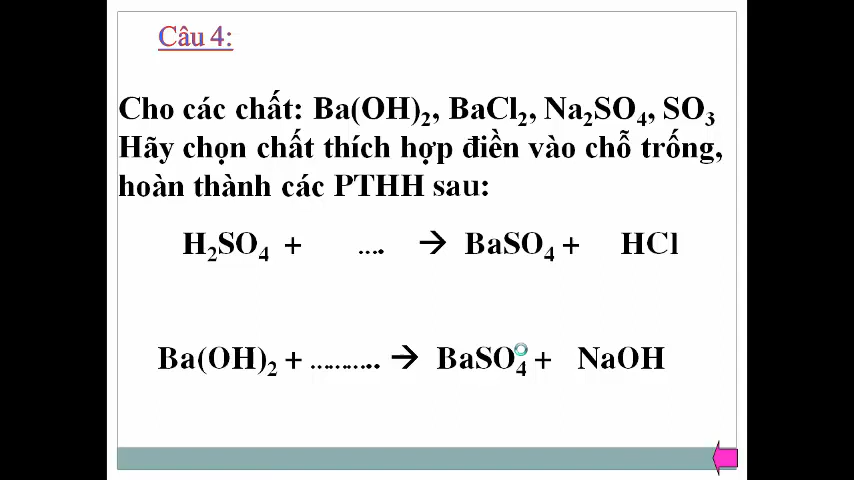 Câu 4:
Cho các chất: Ba(OH)₂, BaCl₂, Na₂SO₄, SO₃
Hãy chọn chất thích hợp điền vào chỗ trống,
hoàn thành các PTHH sau:
H₂SO₄ + .... → BaSO₄ + HCl
Ba(OH)₂ + ........... → BaSO₄ + NaOH